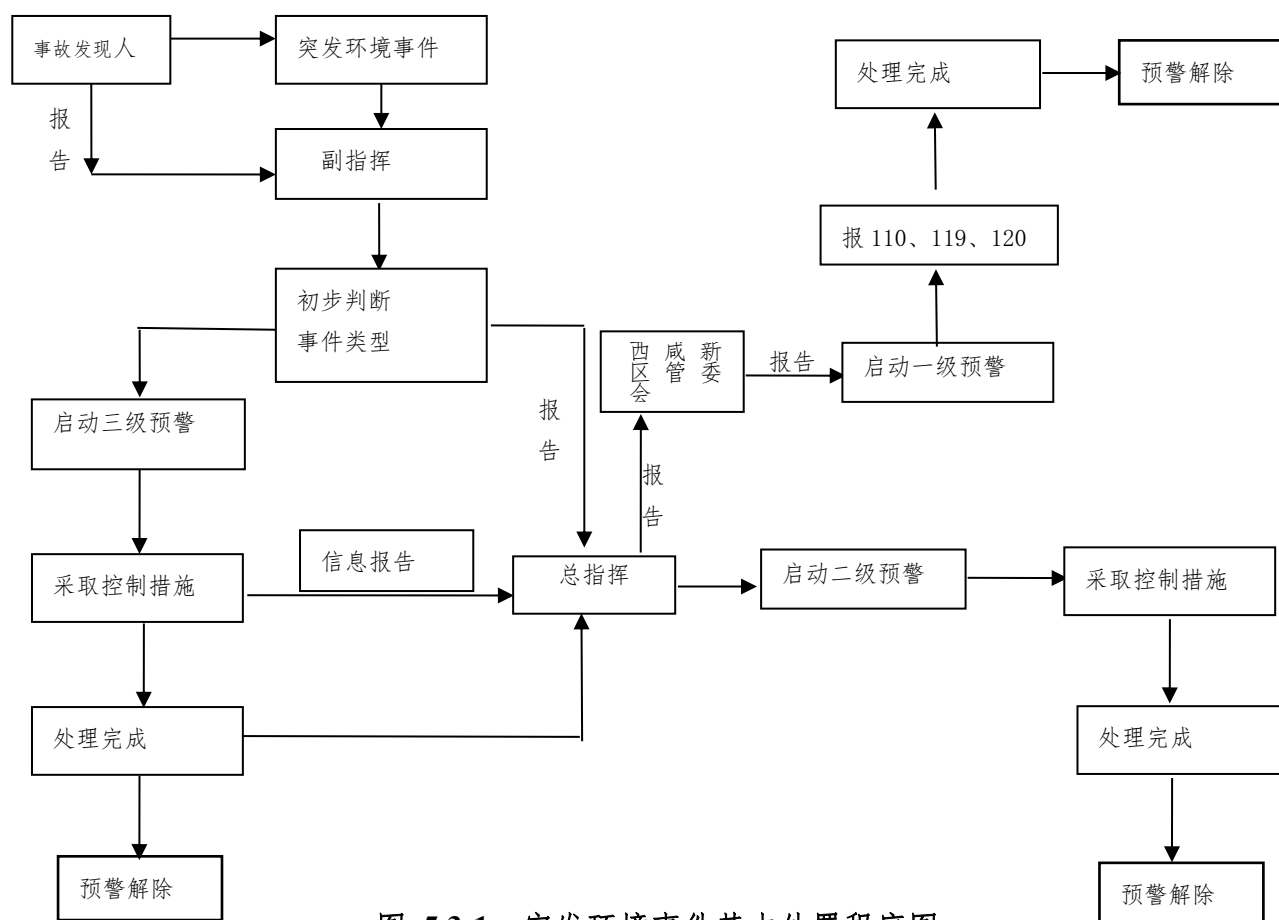 事故发现人
突发环境事件
处理完成
预警解除
报
告
副指挥
报 110、119、120
初步判断
事件类型
西咸新
区管委
会
报告
启动一级预警
启动三级预警
报
告
报
告
信息报告
采取控制措施
总指挥
启动二级预警
采取控制措施
处理完成
处理完成
预警解除
预警解除